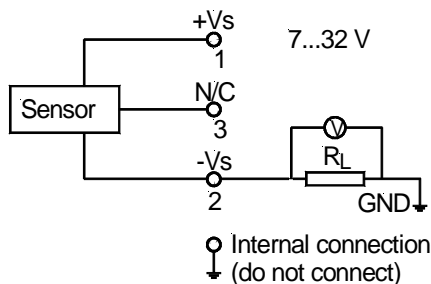 +Vs
1
7...32 V
Sensor
N/C
3
-Vs
2
V
RL
GND
Internal connection
(do not connect)